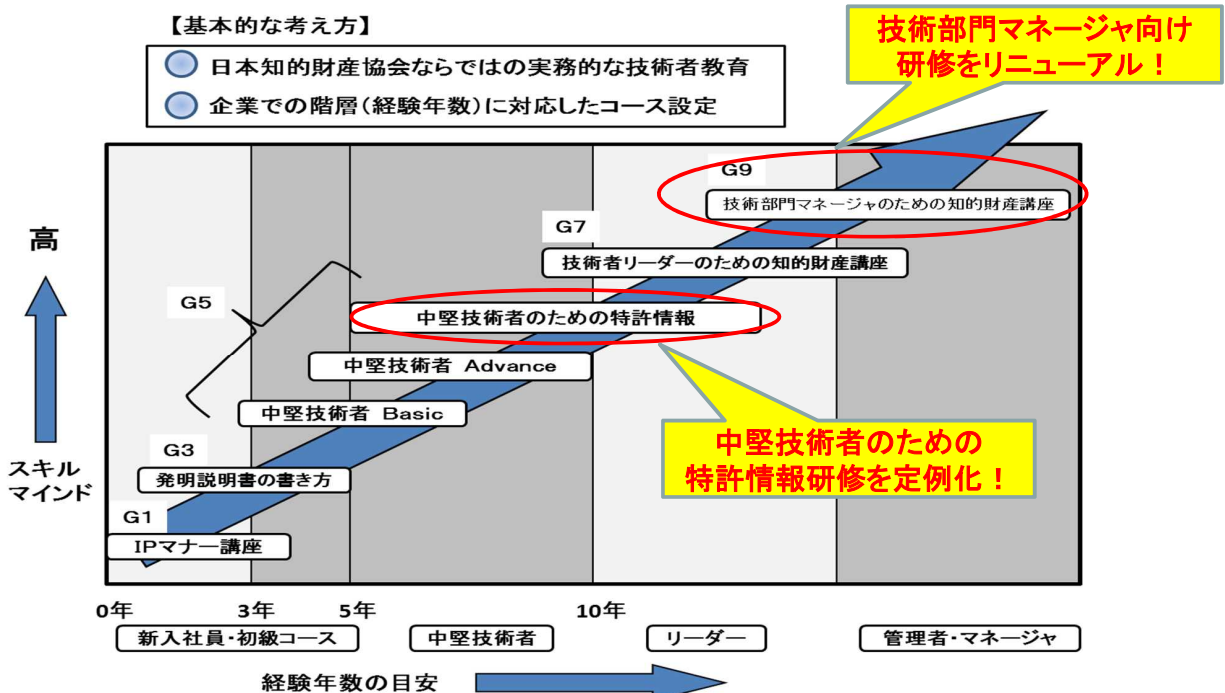 【基本的な考え方】
日本知的財産協会ならではの実務的な技術者教育
企業での階層(経験年数)に対応したコース設定
技術部門マネージャ向け
研修をリニューアル！
G9
技術部門マネージャのための知的財産講座
G7
技術者リーダーのための知的財産講座
G5
中堅技術者のための特許情報
中堅技術者 Advance
中堅技術者 Basic
中堅技術者のための
特許情報研修を定例化！
G3
発明説明書の書き方
G1
IPマナー講座
高
スキル
マインド
0年
3年
5年
10年
新入社員・初級コース
中堅技術者
リーダー
管理者・マネージャ
経験年数の目安